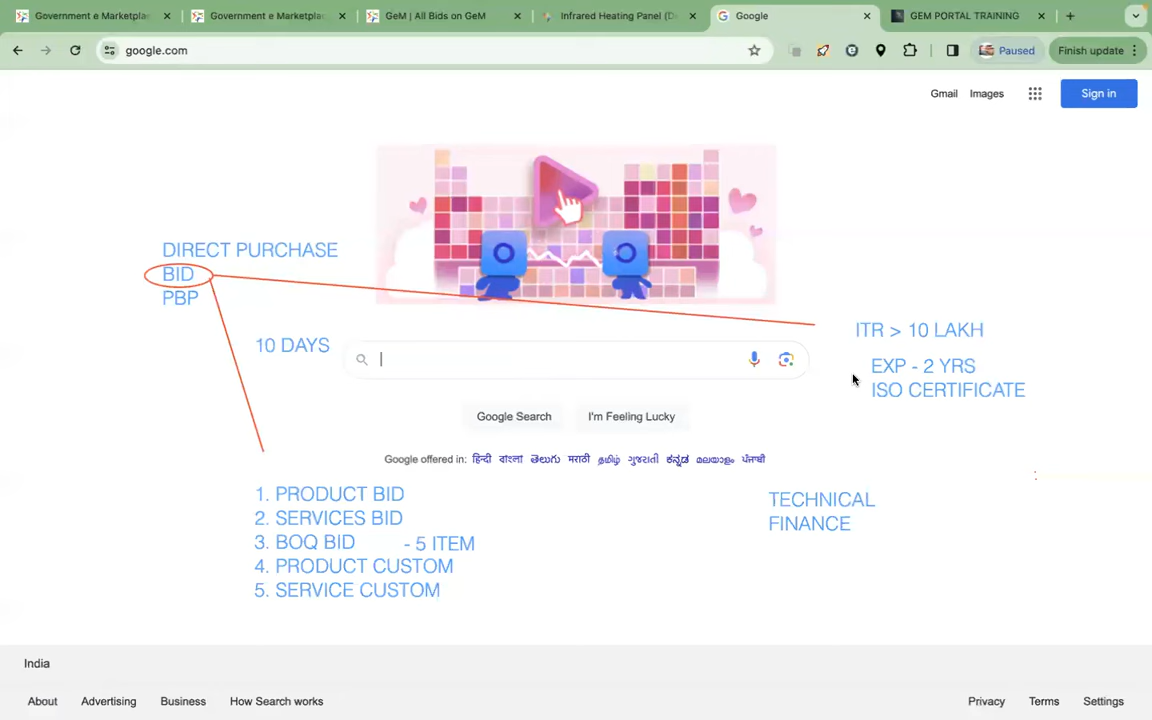 Government e Marketpla
Government e Marketplac
GeM | All Bids on GeM
Infrared Heating Panel (De
Google
GEM PORTAL TRAINING
google.com
Paused
Finish update
Gmail
Images
Sign in
DIRECT PURCHASE
BID
PBP
10 DAYS
ITR > 10 LAKH
EXP - 2 YRS
ISO CERTIFICATE
Google Search
I'm Feeling Lucky
Google offered in: हिन्दी বাংলা తెలుగు मराठी தமிழ் ગુજરાતી ಕನ್ನಡ മലയാളം ਪੰਜਾਬੀ
1. PRODUCT BID
2. SERVICES BID
3. BOQ BID - 5 ITEM
4. PRODUCT CUSTOM
5. SERVICE CUSTOM
TECHNICAL
FINANCE
India
About
Advertising
Business
How Search works
Privacy
Terms
Settings